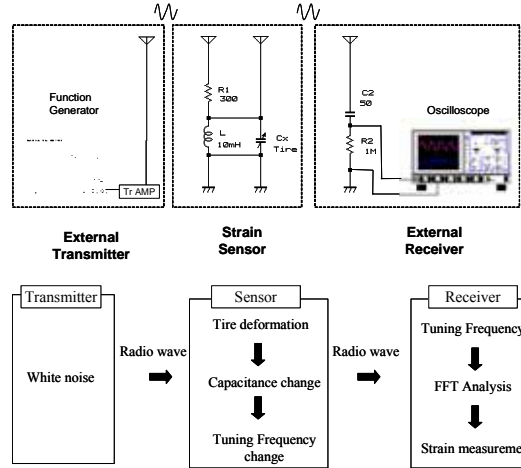 Function
Generator
Tr AMP
R1
300
L
10mH
Cx
Tire
C2
50
R2
1M
Oscilloscope
External
Transmitter
Strain
Sensor
External
Receiver
Transmitter
White noise
Radio wave
Sensor
Tire deformation
Capacitance change
Tuning Frequency
change
Radio wave
Receiver
Tuning Frequency
FFT Analysis
Strain measureme